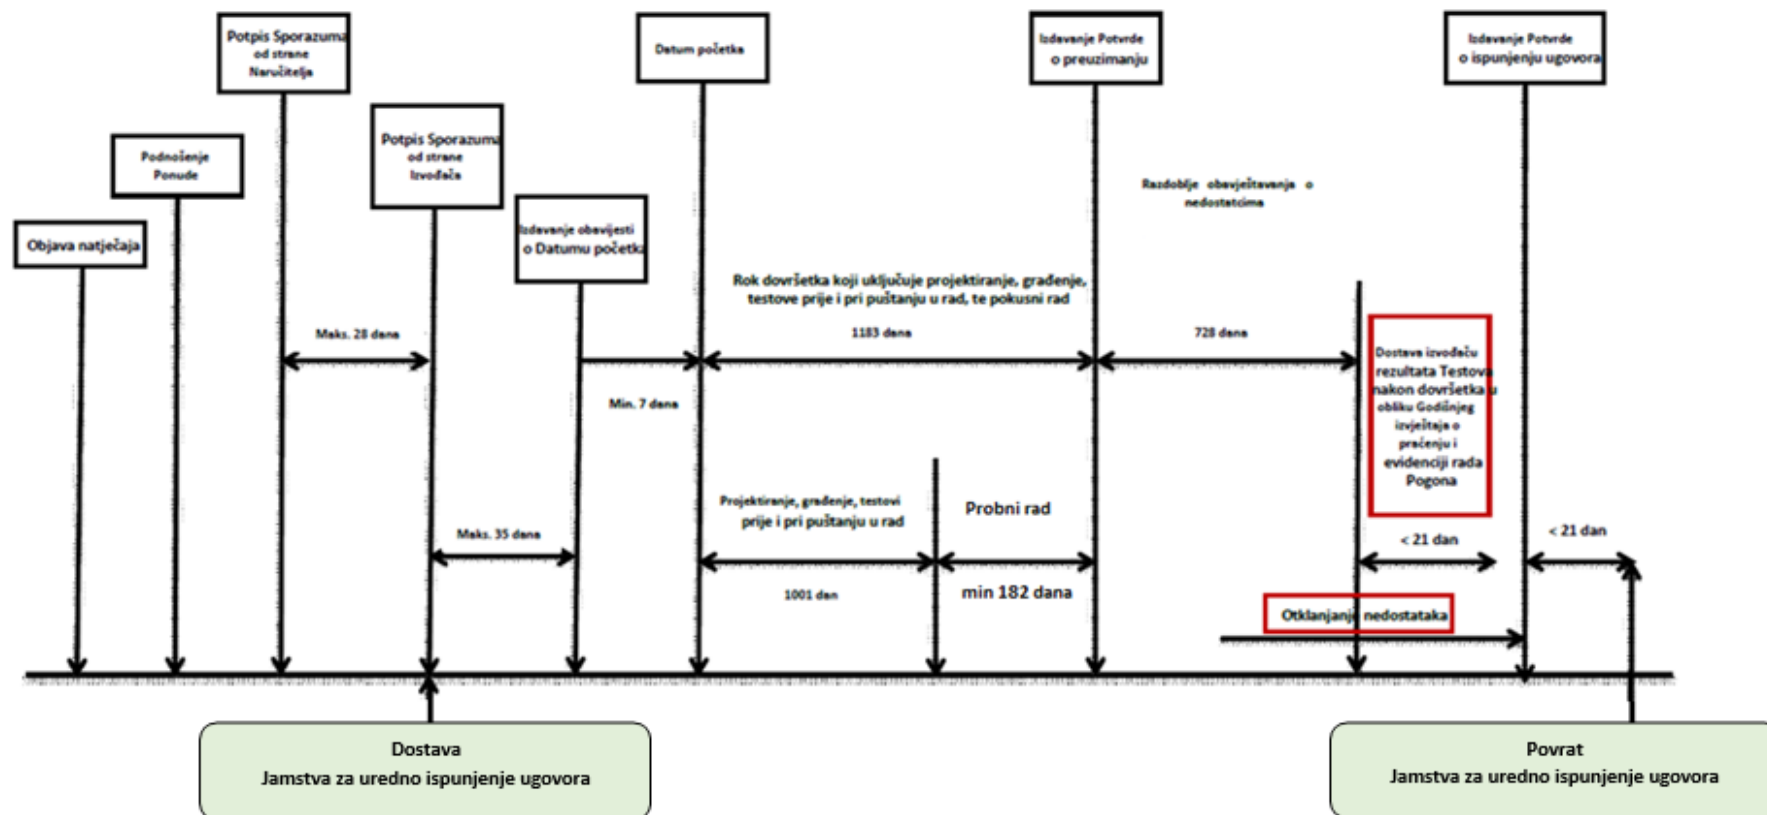 Potpis Sporazuma
od strane
Naručitelja
Datum početka
Izdavanje Potvrde
o preuzimanju
Izdavanje Potvrde
o ispunjenju ugovora
Podnošenje
Ponude
Potpis Sporazuma
od strane
Izvođača
Objava natječaja
Izdavanje obavijesti
o Datumu početka
Razdoblje obavještavanja o
nedostatcima
Rok dovršetka koji uključuje projektiranje, građenje,
testove prije i pri puštanju u rad, te pokusni rad
Maks. 28 dana
1183 dana
728 dana
Min. 7 dana
Dostava izvođaču
rezultata Testova
nakon dovršetka u
obliku Godišnjeg
izvještaja o
praćenju i
evidenciji rada
Pogona
Projektiranje, građenje, testovi
prije i pri puštanju u rad
Probni rad
Maks. 35 dana
< 21 dan
< 21 dan
1001 dan
min 182 dana
Otklanjanje nedostataka
Dostava
Jamstva za uredno ispunjenje ugovora
Povrat
Jamstva za uredno ispunjenje ugovora